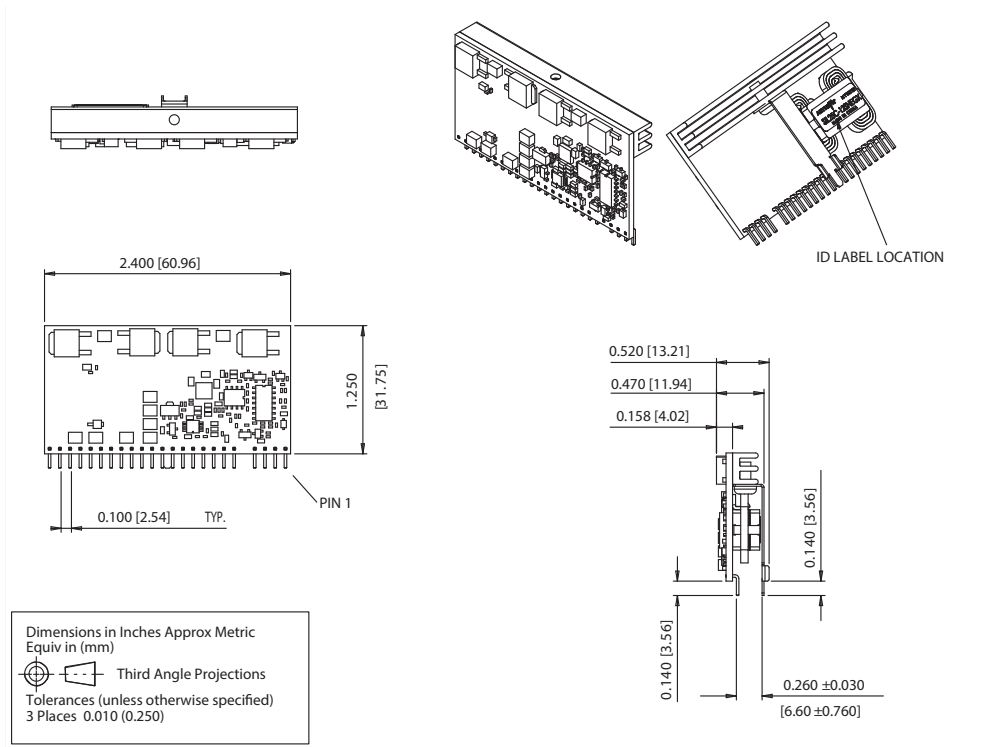 ID LABEL LOCATION
2.400 [60.96]
1.250
[31.75]
PIN 1
0.100 [2.54] TYP.
0.520 [13.21]
0.470 [11.94]
0.158 [4.02]
0.140 [3.56]
0.140 [3.56]
0.260 ±0.030
[6.60 ±0.760]
Dimensions in Inches Approx Metric
Equiv in (mm)
Third Angle Projections
Tolerances (unless otherwise specified)
3 Places 0.010 (0.250)